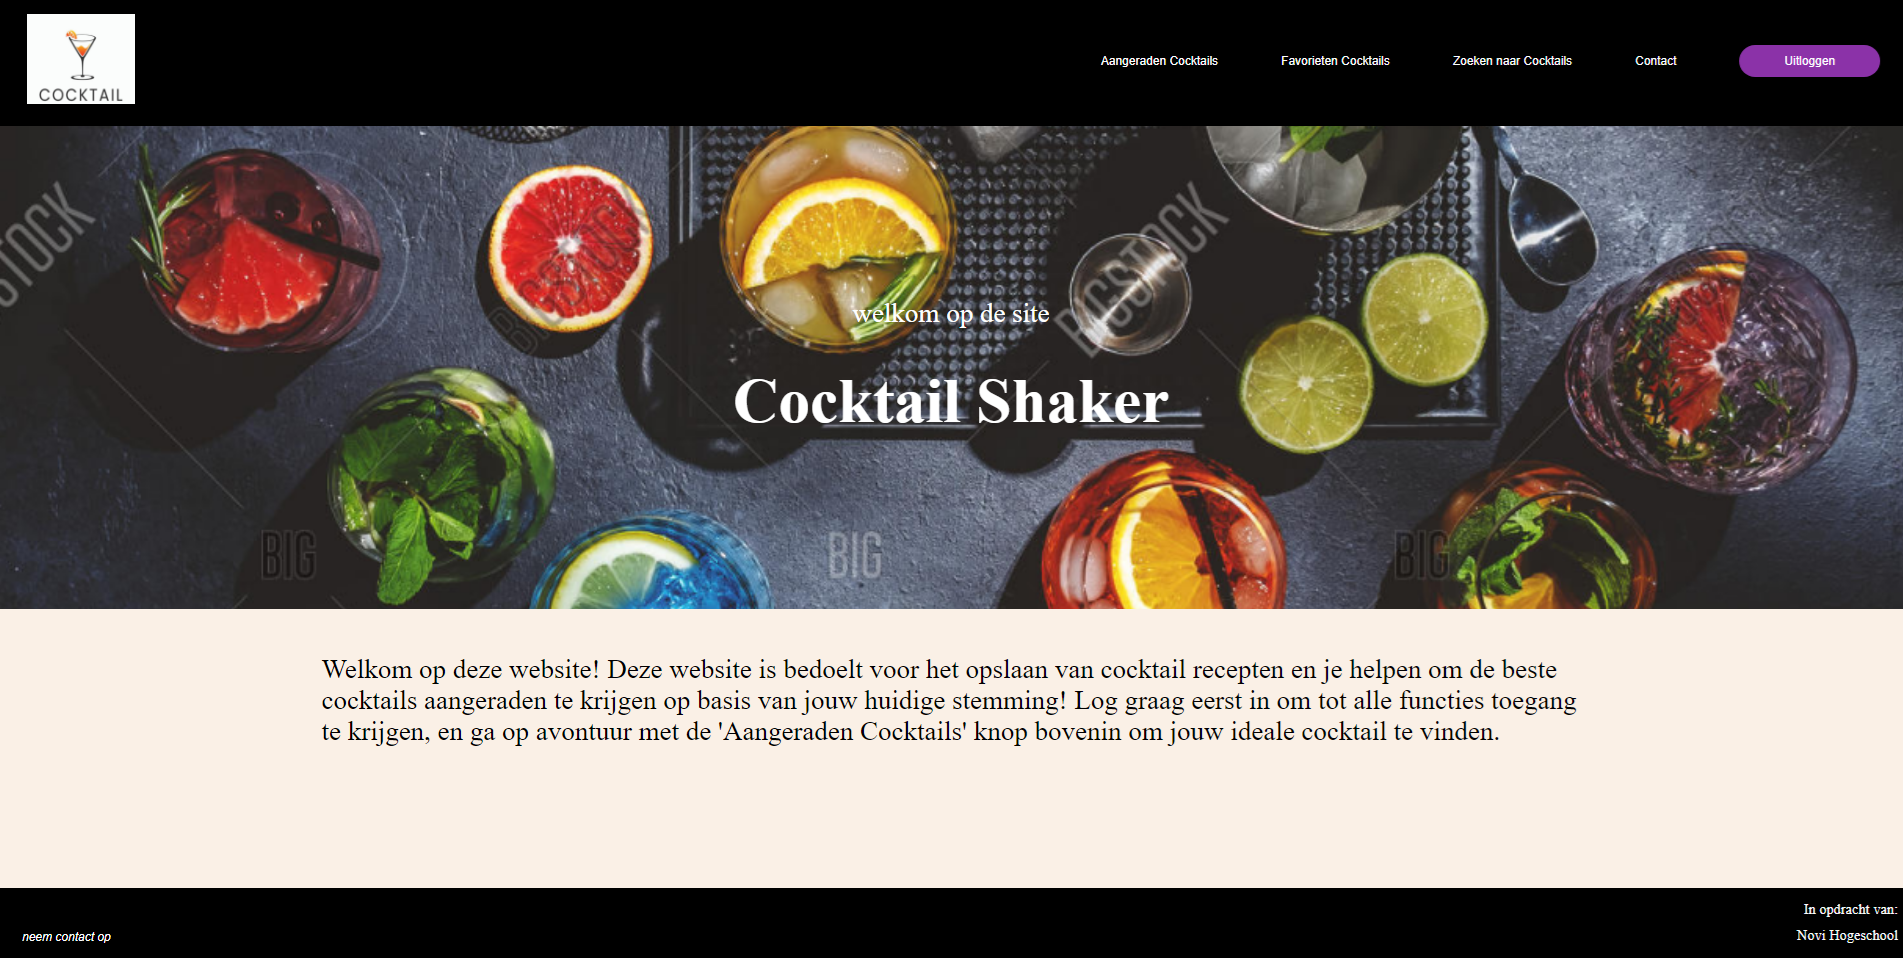 COCKTAIL
Aangeraden Cocktails
Favorieten Cocktails
Zoeken naar Cocktails
Contact
Uitloggen
BIGSTOCK
BIGSTOCK
BIGSTOCK
welkom op de site
Cocktail Shaker
BIG
BIG
BIG
Welkom op deze website! Deze website is bedoelt voor het opslaan van cocktail recepten en je helpen om de beste
cocktails aangeraden te krijgen op basis van jouw huidige stemming! Log graag eerst in om tot alle functies toegang
te krijgen, en ga op avontuur met de 'Aangeraden Cocktails' knop bovenin om jouw ideale cocktail te vinden.
neem contact op
In opdracht van:
Novi Hogeschool